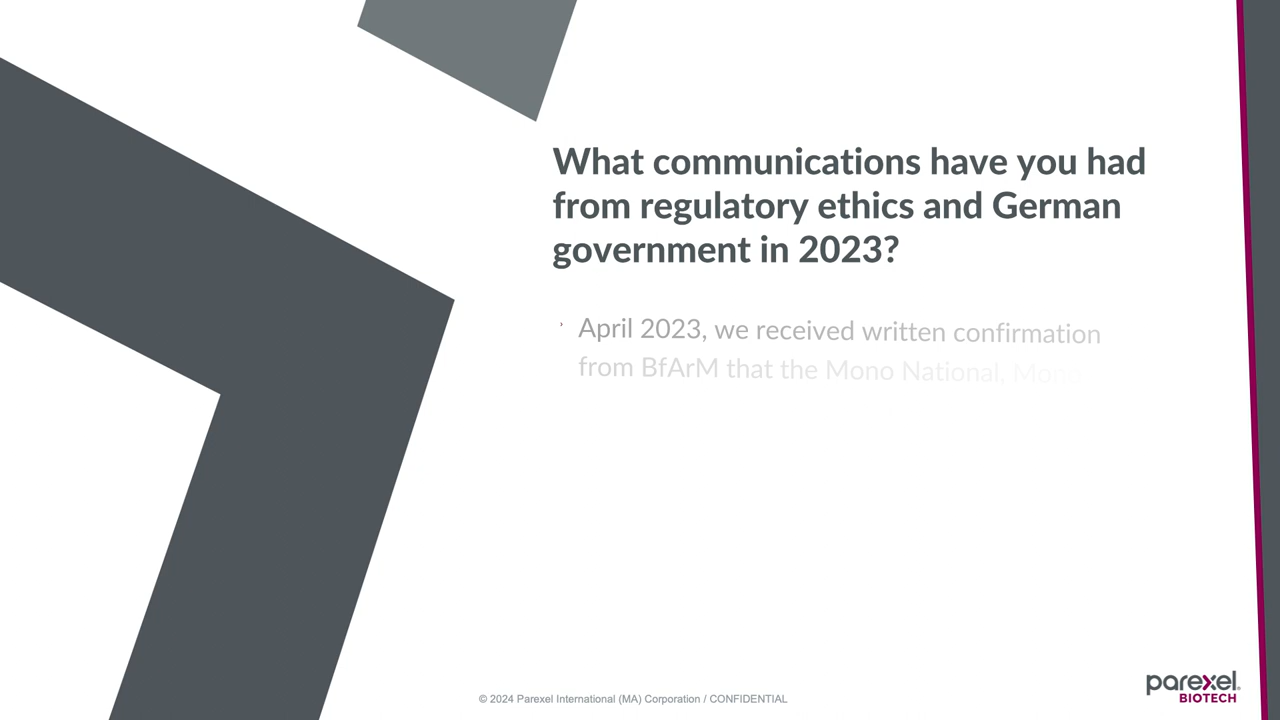 What communications have you had
from regulatory ethics and German
government in 2023?
April 2023, we received written confirmation
from BfArM that the Mono National, Mono
© 2024 Parexel International (MA) Corporation / CONFIDENTIAL
parexel.
BIOTECH